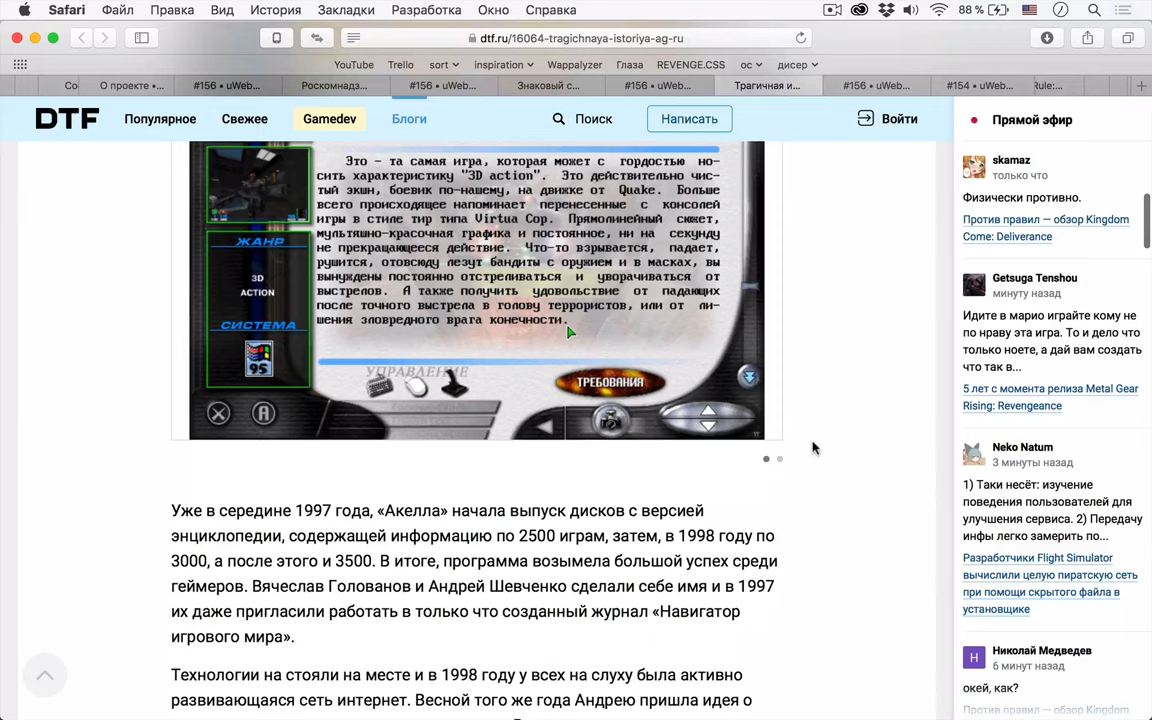 Safari Файл Правка Вид История Закладки Разработка Окно Справка 88 %
dtf.ru/16064-tragichnaya-istoriya-ag-ru
YouTube Trello sort inspiration Wappalyzer Глаза REVENGE.CSS ос дисер
Со О проекте •... #156 • uWeb... Роскомнадз... #156 • uWeb... Знаковый с... #156 • uWeb... Трагичная и... #156 • uWeb... #154 • uWeb... Rule:...
DTF Популярное Свежее Gamedev Блоги Поиск Написать Войти
Это - та самая игра, которая может с гордостью но-
сить характеристику "3D action". Это действительно чис-
тый экшн, боевик по-нашему, на движке от Quake. Больше
всего происходящее напоминает перенесенные с консолей
игры в стиле тир типа Virtua Cop. Прямолинейный сюжет,
мультяшно-красочная графика и постоянное, ни на секунду
не прекращающееся действие. Что-то взрывается, падает,
рушится, отовсюду лезут бандиты с оружием и в масках, вы
вынуждены постоянно отстреливаться и уворачиваться от
выстрелов. А также получить удовольствие от падающих
после точного выстрела в голову террористов, или от ли-
шения зловредного врага конечности.
ЖАНР
3D
ACTION
СИСТЕМА
95
УПРАВЛЕНИЕ
ТРЕБОВАНИЯ
A
Уже в середине 1997 года, «Акелла» начала выпуск дисков с версией
энциклопедии, содержащей информацию по 2500 играм, затем, в 1998 году по
3000, а после этого и 3500. В итоге, программа возымела большой успех среди
геймеров. Вячеслав Голованов и Андрей Шевченко сделали себе имя и в 1997
их даже пригласили работать в только что созданный журнал «Навигатор
игрового мира».
Технологии на стояли на месте и в 1998 году у всех на слуху была активно
развивающаяся сеть интернет. Весной того же года Андрею пришла идея о
Прямой эфир
skamaz
только что
Физически противно.
Против правил — обзор Kingdom
Come: Deliverance
Getsuga Tenshou
минуту назад
Идите в марио играйте кому не
по нраву эта игра. То и дело что
только ноете, а дай вам создать
что так в...
5 лет с момента релиза Metal Gear
Rising: Revengeance
Neko Natum
3 минуты назад
1) Таки несёт: изучение
поведения пользователей для
улучшения сервиса. 2) Передачу
инфы легко замерить по...
Разработчики Flight Simulator
вычислили целую пиратскую сеть
при помощи скрытого файла в
установщике
Н
Николай Медведев
6 минут назад
окей, как?
Против правил — обзор Kingdom